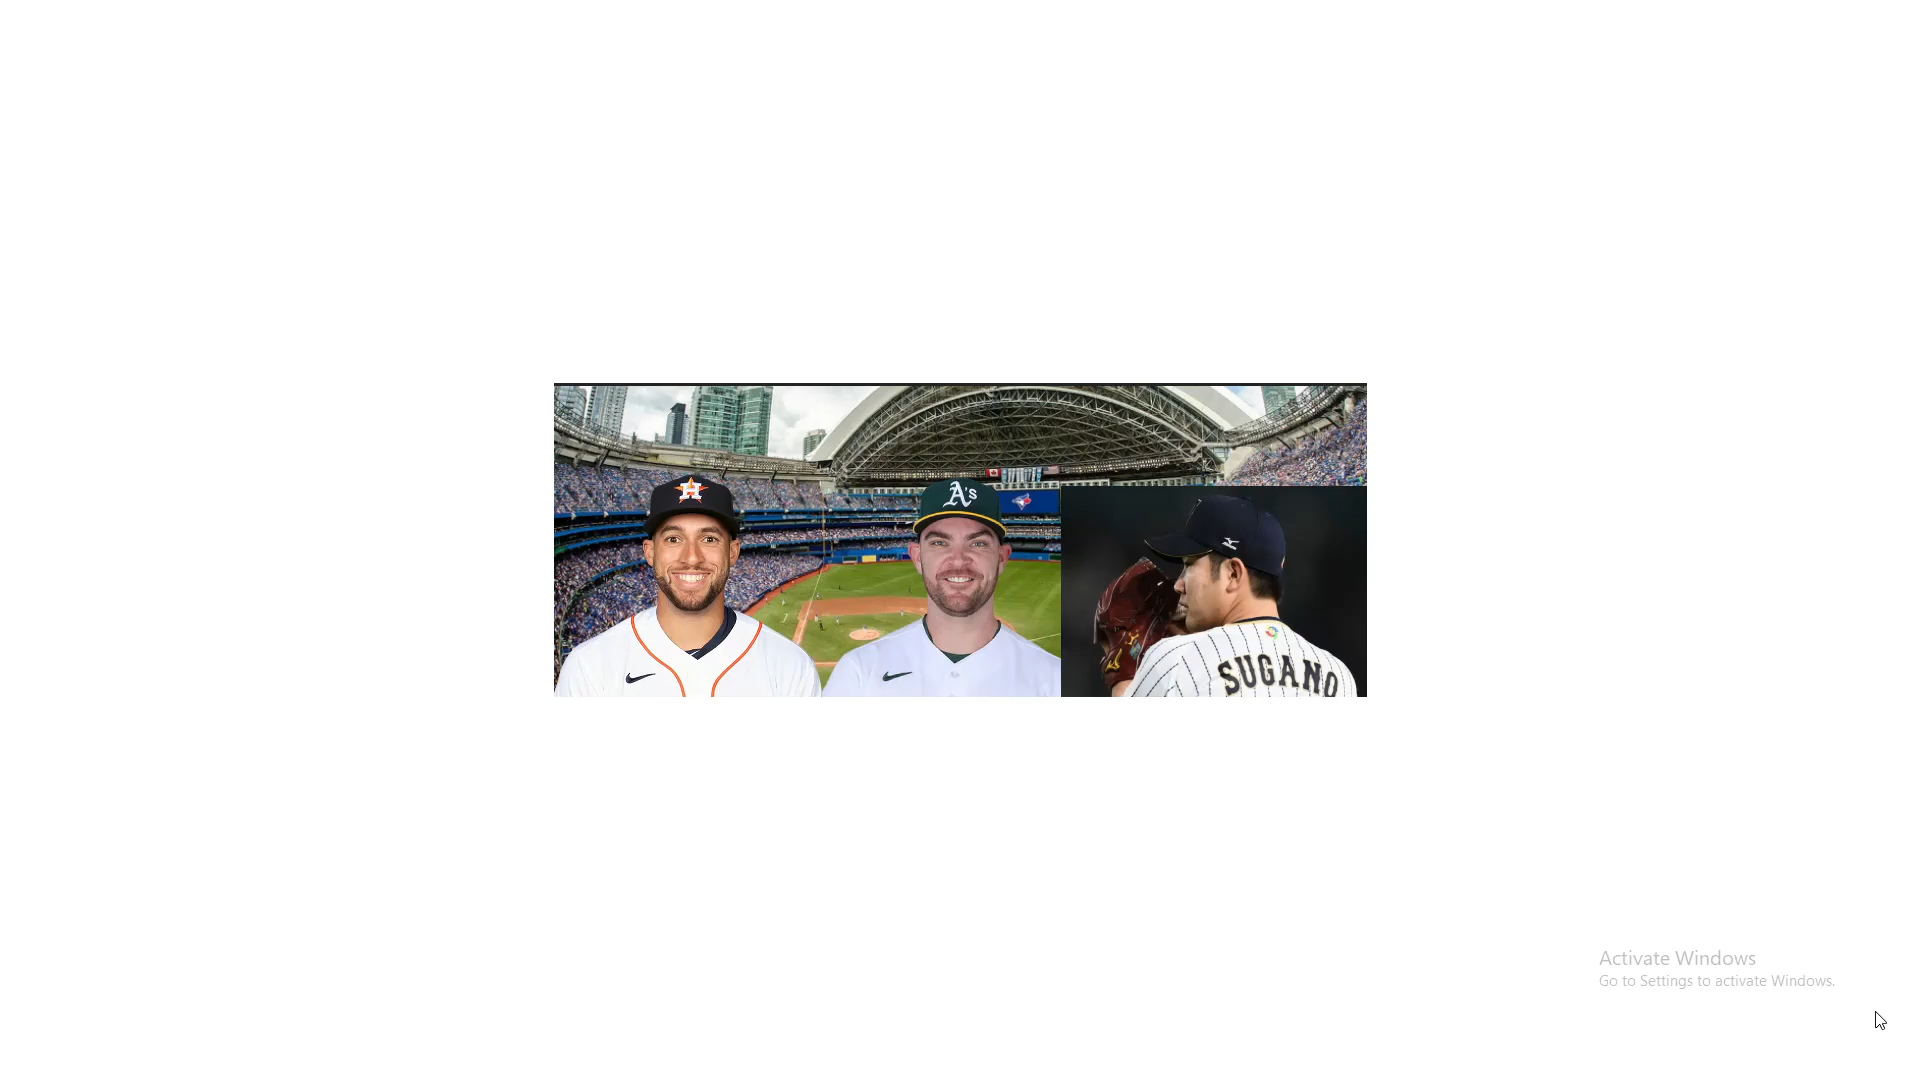 H
A's
SUGANO
Activate Windows
Go to Settings to activate Windows.